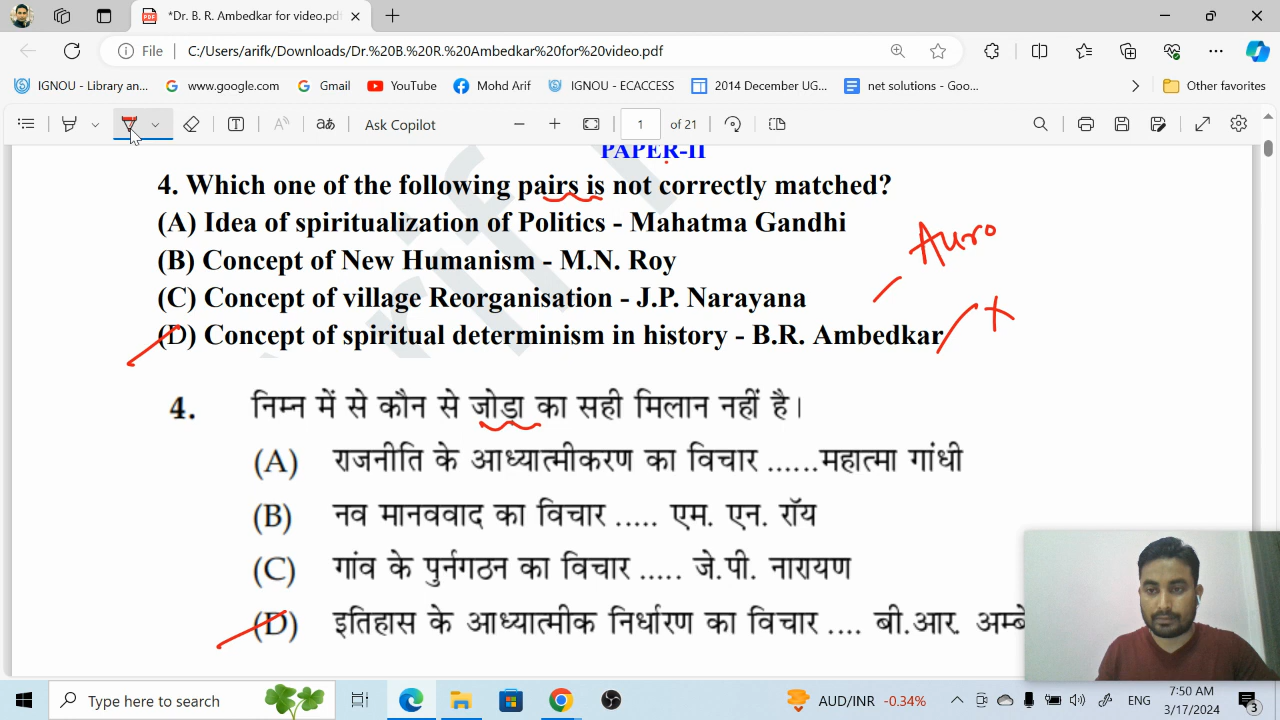 *Dr. B. R. Ambedkar for video.pdf
File C:/Users/arifk/Downloads/Dr.%20B.%20R.%20Ambedkar%20for%20video.pdf
IGNOU - Library an... www.google.com Gmail YouTube Mohd Arif IGNOU - ECACCESS 2014 December UG... net solutions - Goo... Other favorites
Ask Copilot 1 of 21
PAPER-II
4. Which one of the following pairs is not correctly matched?
(A) Idea of spiritualization of Politics - Mahatma Gandhi
(B) Concept of New Humanism - M.N. Roy
Auro
(C) Concept of village Reorganisation - J.P. Narayana
(D) Concept of spiritual determinism in history - B.R. Ambedkar
4. निम्न में से कौन से जोड़ा का सही मिलान नहीं है।
(A) राजनीति के आध्यात्मीकरण का विचार ......महात्मा गांधी
(B) नव मानववाद का विचार ..... एम. एन. रॉय
(C) गांव के पुर्नगठन का विचार ..... जे.पी. नारायण
(D) इतिहास के आध्यात्मीक निर्धारण का विचार .... बी.आर. अम्बे
Type here to search AUD/INR -0.34% ENG 7:50 AM
3/17/2024 3